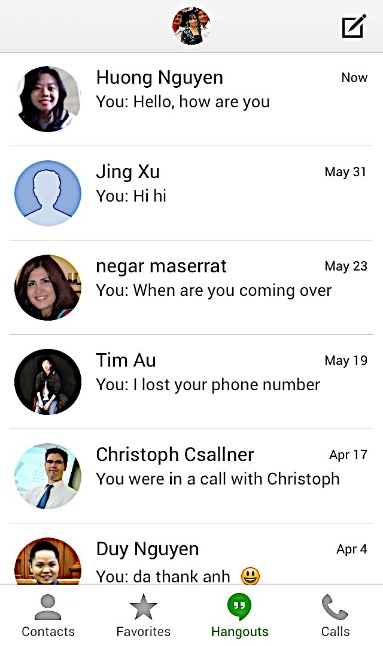 Huong Nguyen Now
You: Hello, how are you
Jing Xu May 31
You: Hi hi
negar maserrat May 23
You: When are you coming over
Tim Au May 19
You: I lost your phone number
Christoph Csallner Apr 17
You were in a call with Christoph
Duy Nguyen Apr 4
You: da thank anh 😃
Contacts Favorites Hangouts Calls